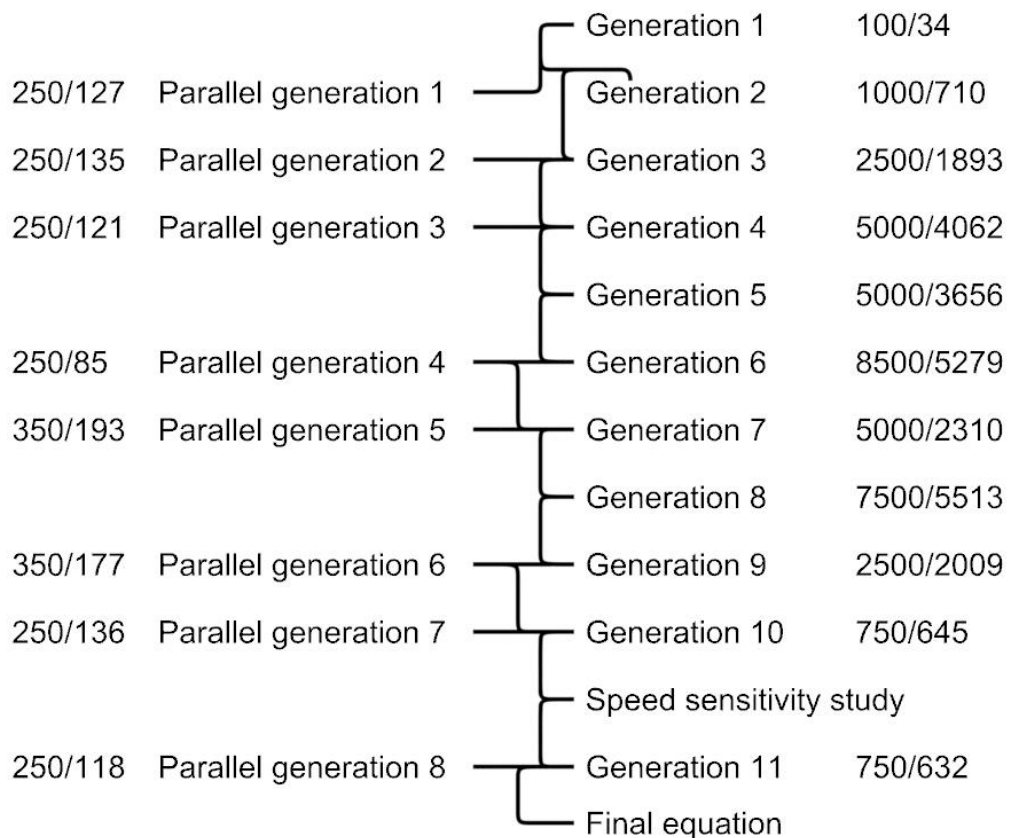 Generation 1 100/34
250/127 Parallel generation 1 Generation 2 1000/710
250/135 Parallel generation 2 Generation 3 2500/1893
250/121 Parallel generation 3 Generation 4 5000/4062
Generation 5 5000/3656
250/85 Parallel generation 4 Generation 6 8500/5279
350/193 Parallel generation 5 Generation 7 5000/2310
Generation 8 7500/5513
350/177 Parallel generation 6 Generation 9 2500/2009
250/136 Parallel generation 7 Generation 10 750/645
Speed sensitivity study
250/118 Parallel generation 8 Generation 11 750/632
Final equation